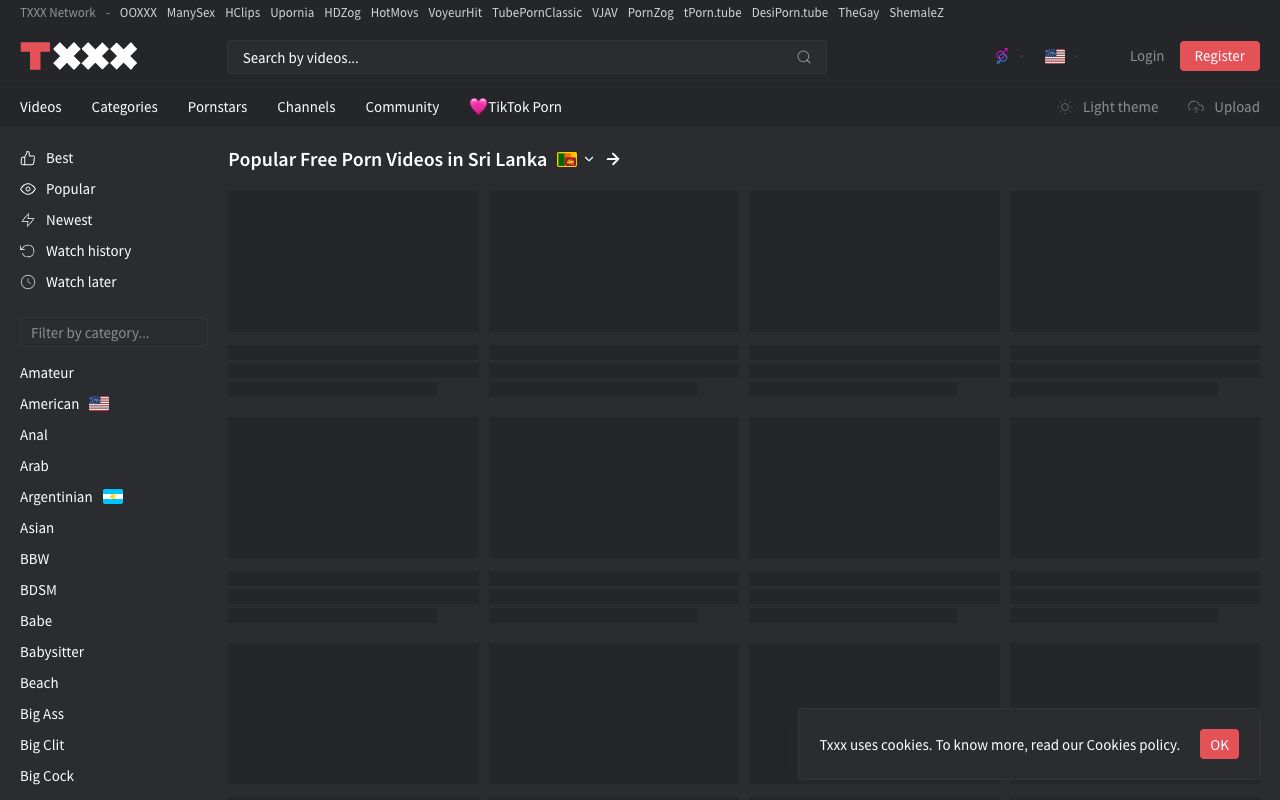 TXXX Network - OOXXX ManySex HClips Upornia HDZog HotMovs VoyeurHit TubePornClassic VJAV PornZog tPorn.tube DesiPorn.tube TheGay ShemaleZ
TXXX
Search by videos...
Login
Register
Videos Categories Pornstars Channels Community TikTok Porn
Light theme
Upload
Best
Popular
Newest
Watch history
Watch later
Filter by category...
Amateur
American
Anal
Arab
Argentinian
Asian
BBW
BDSM
Babe
Babysitter
Beach
Big Ass
Big Clit
Big Cock
Popular Free Porn Videos in Sri Lanka
Txxx uses cookies. To know more, read our Cookies policy.
OK